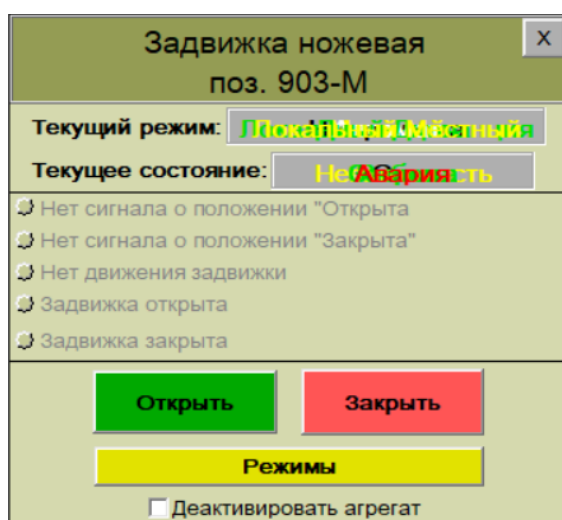 Задвижка ножевая
X
поз. 903-М
Текущий режим:
Текущее состояние: Авария
Нет сигнала о положении "Открыта
Нет сигнала о положении "Закрыта"
Нет движения задвижки
Задвижка открыта
Задвижка закрыта
Открыть Закрыть
Режимы
Деактивировать агрегат